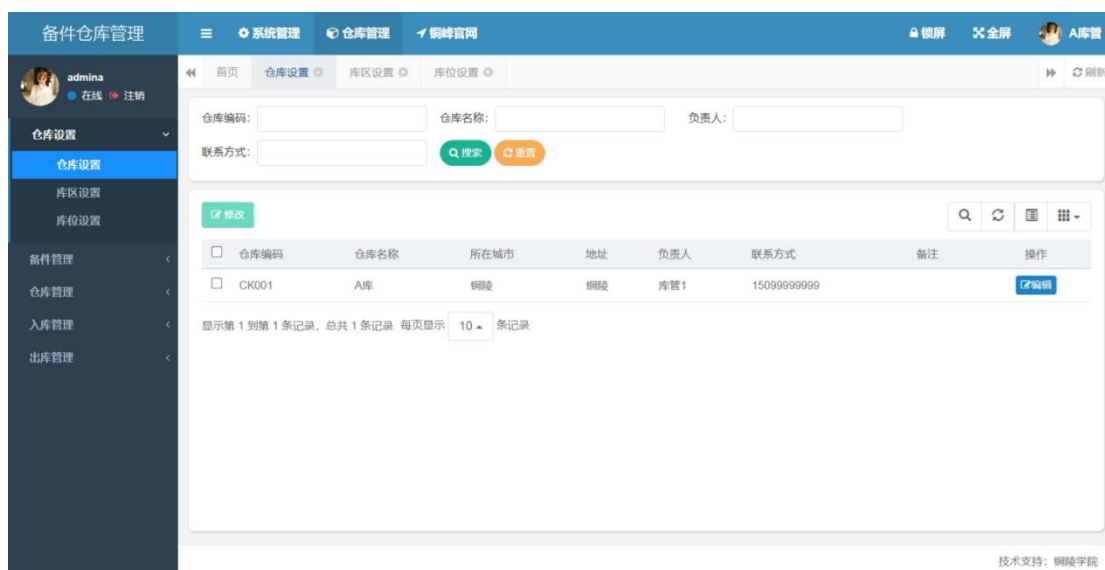 备件仓库管理 系统管理 仓库管理 铜峰官网 锁屏 全屏 A库管
admina
在线 注销
首页 仓库设置 库区设置 库位设置 刷新
仓库编码: 仓库名称: 负责人:
联系方式: 搜索 重置
仓库设置
仓库设置
库区设置
库位设置
备件管理
仓库管理
入库管理
出库管理
修改
仓库编码 仓库名称 所在城市 地址 负责人 联系方式 备注 操作
CK001 A库 铜陵 铜陵 库管1 15099999999 编辑
显示第 1 到第 1 条记录，总共 1 条记录 每页显示 10 条记录
技术支持：铜陵学院